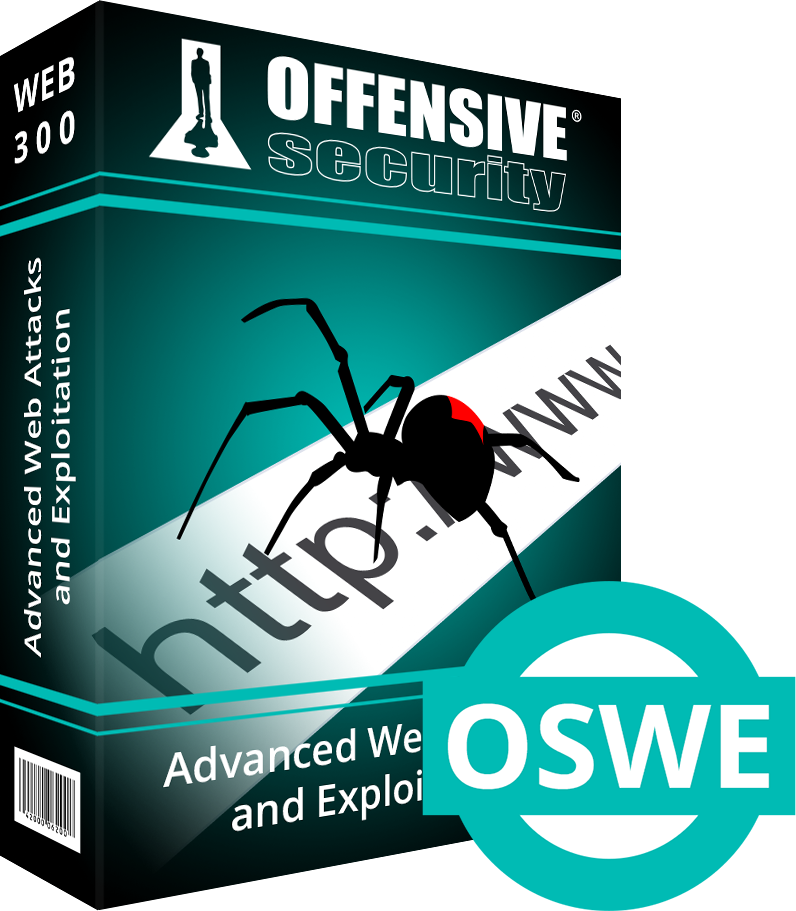 WEB
300
OFFENSIVE®
security
Advanced Web Attacks
and Exploitation
http://www
Advanced We
and Exploi
OSWE